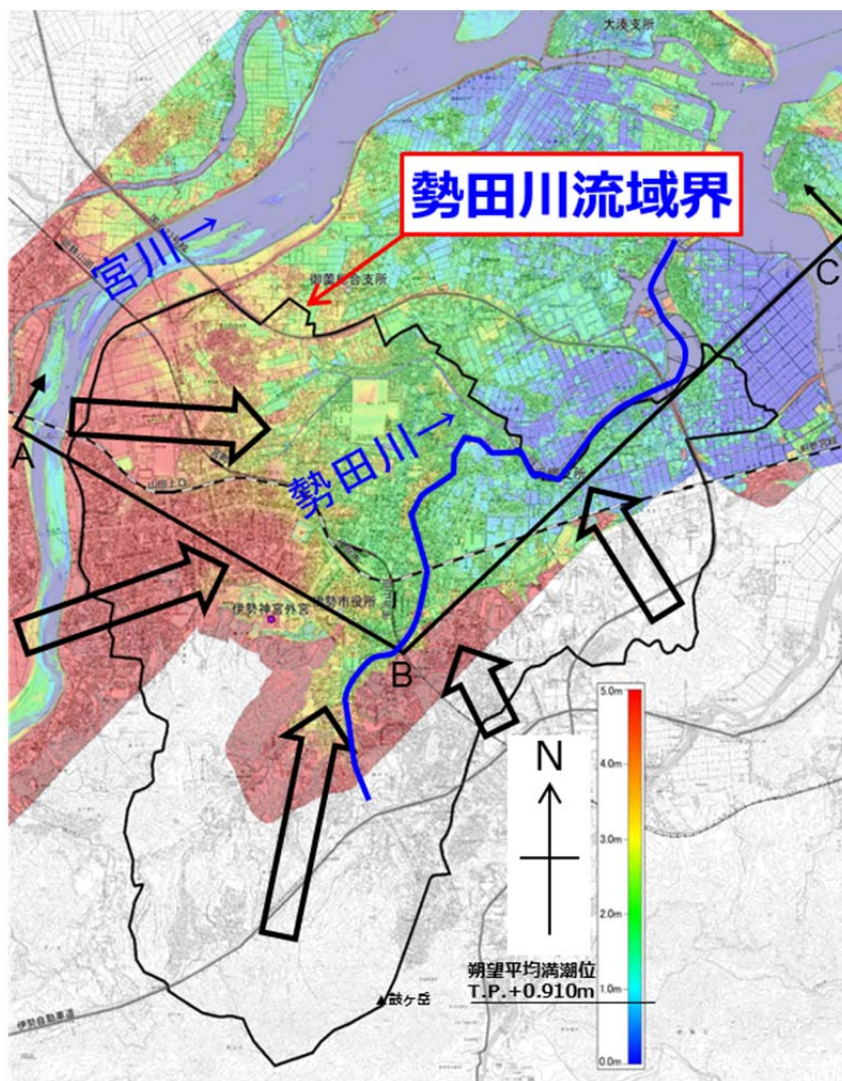 大湊支所
勢田川流域界
宮川→
御薗総合支所
C
A
勢田川→
山田上口
伊勢神宮外宮
伊勢市役所
B
5.0m
4.0m
3.0m
2.0m
1.0m
0.0m
N
朔望平均満潮位
T.P.+0.910m
鼓ヶ岳
伊勢自動車道